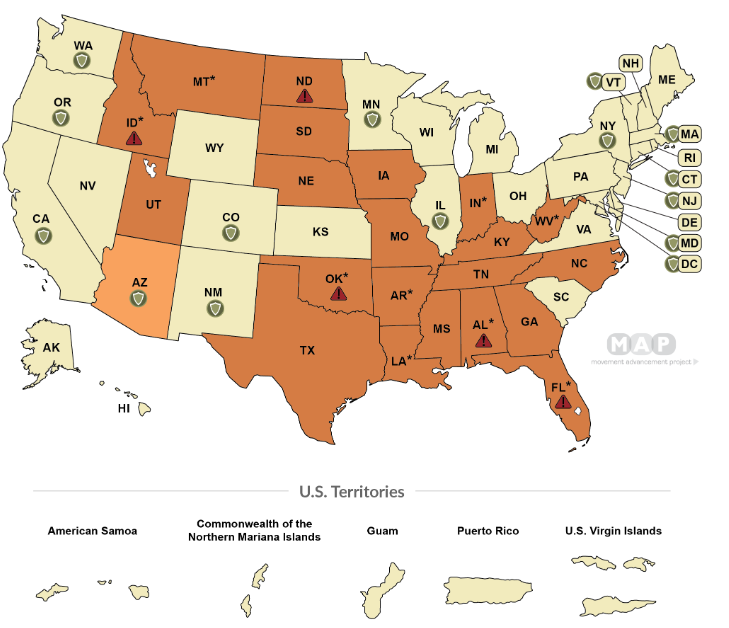 WA
MT*
ND
OR
ID*
MN
SD
WY
WI
MI
NY
VT
NH
ME
MA
RI
CT
NJ
DE
MD
DC
NV
UT
NE
IA
IL
IN*
OH
PA
WV*
VA
CA
CO
KS
MO
KY
NC
AZ
NM
OK*
AR*
TN
SC
TX
LA*
MS
AL*
GA
FL*
AK
HI
MAP
movement advancement project
U.S. Territories
American Samoa
Commonwealth of the
Northern Mariana Islands
Guam
Puerto Rico
U.S. Virgin Islands